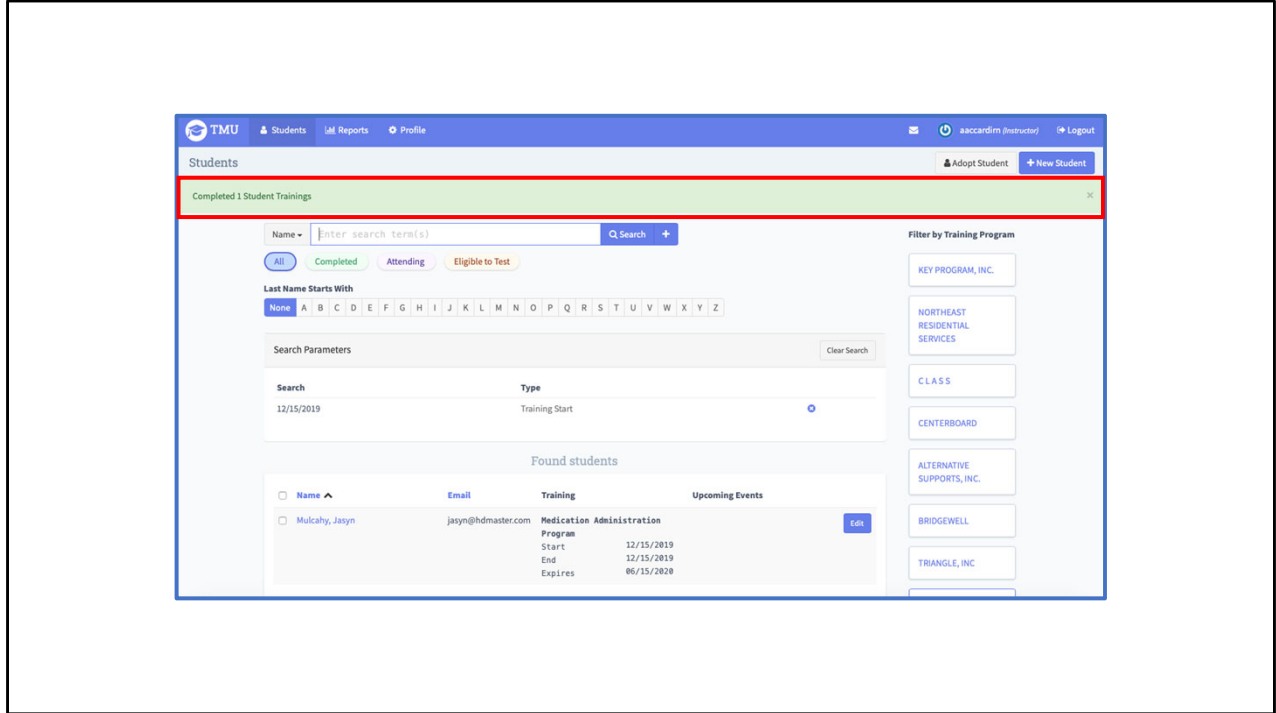 TMU Students Reports Profile aaccardim (Instructor) Logout
Students Adopt Student + New Student
Completed 1 Student Trainings ×
Name Enter search term(s) Search +
All Completed Attending Eligible to Test
Last Name Starts With
None A B C D E F G H I J K L M N O P Q R S T U V W X Y Z
Search Parameters Clear Search
Search Type
12/15/2019 Training Start
Found students
Name Email Training Upcoming Events
Mulcahy, Jasyn jasyn@hdmaster.com Medication Administration Edit
Program
Start 12/15/2019
End 12/15/2019
Expires 06/15/2020
Filter by Training Program
KEY PROGRAM, INC.
NORTHEAST
RESIDENTIAL
SERVICES
C L A S S
CENTERBOARD
ALTERNATIVE
SUPPORTS, INC.
BRIDGEWELL
TRIANGLE, INC